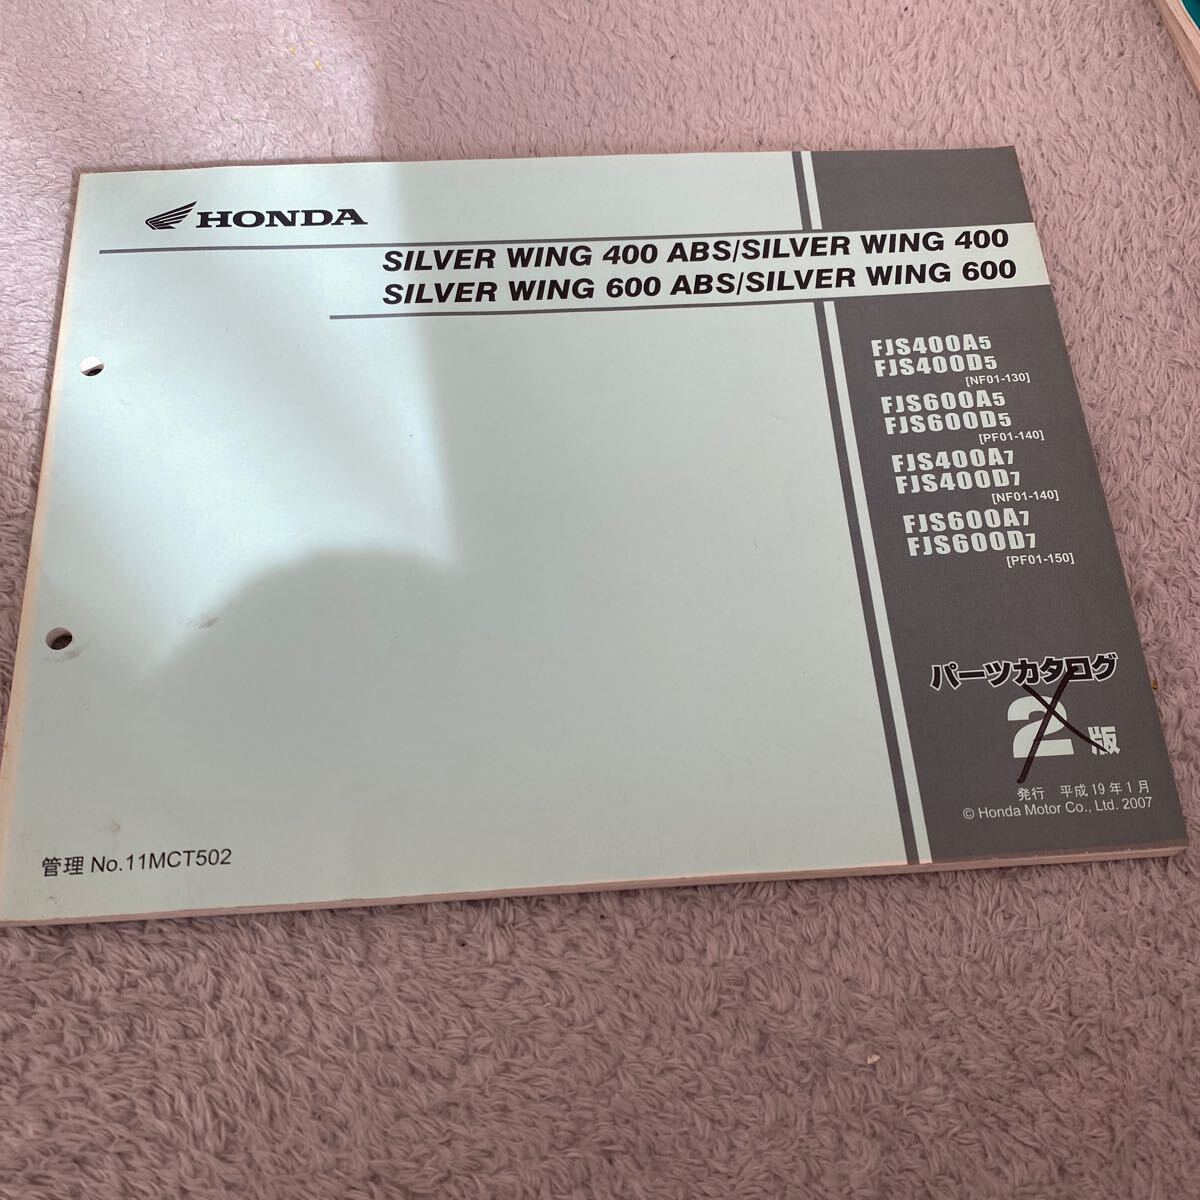 HONDA
SILVER WING 400 ABS/SILVER WING 400
SILVER WING 600 ABS/SILVER WING 600
FJS400A5
FJS400D5
[NF01-130]
FJS600A5
FJS600D5
[PF01-140]
FJS400A7
FJS400D7
[NF01-140]
FJS600A7
FJS600D7
[PF01-150]
パーツカタログ
2版
発行 平成19年1月
© Honda Motor Co., Ltd. 2007
管理 No.11MCT502